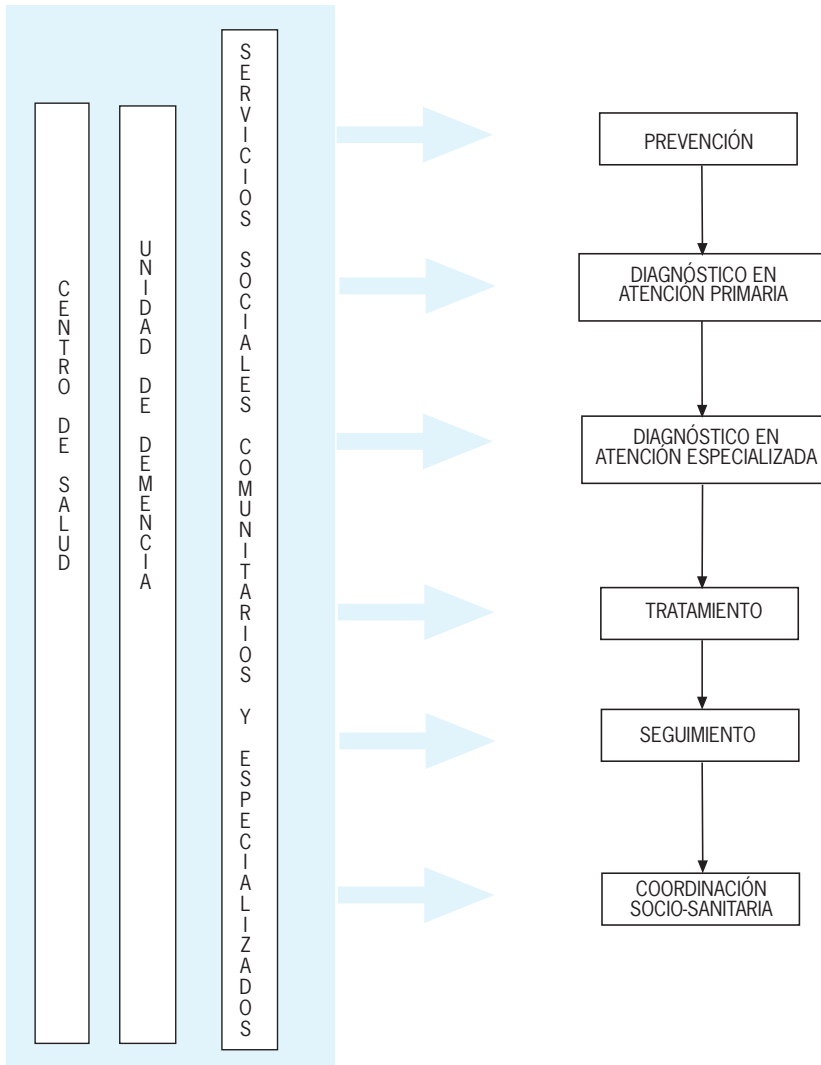 CENTRO DE SALUD
UNIDAD DE DEMENCIA
SERVICIOS SOCIALES COMUNITARIOS Y ESPECIALIZADOS
PREVENCIÓN
DIAGNÓSTICO EN
ATENCIÓN PRIMARIA
DIAGNÓSTICO EN
ATENCIÓN ESPECIALIZADA
TRATAMIENTO
SEGUIMIENTO
COORDINACIÓN
SOCIO-SANITARIA